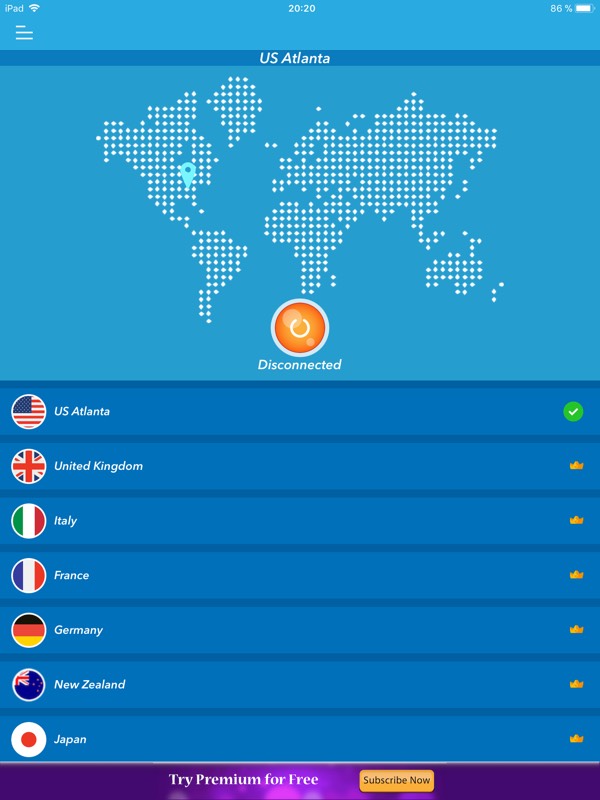 iPad 20:20 86 %
US Atlanta
Disconnected
US Atlanta
United Kingdom
Italy
France
Germany
New Zealand
Japan
Try Premium for Free Subscribe Now